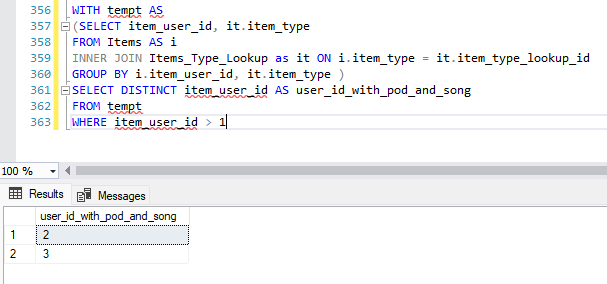 356 WITH tempt AS
357 (SELECT item_user_id, it.item_type
358 FROM Items AS i
359 INNER JOIN Items_Type_Lookup as it ON i.item_type = it.item_type_lookup_id
360 GROUP BY i.item_user_id, it.item_type )
361 SELECT DISTINCT item_user_id AS user_id_with_pod_and_song
362 FROM tempt
363 WHERE item_user_id > 1
100 %
Results Messages
user_id_with_pod_and_song
1 2
2 3